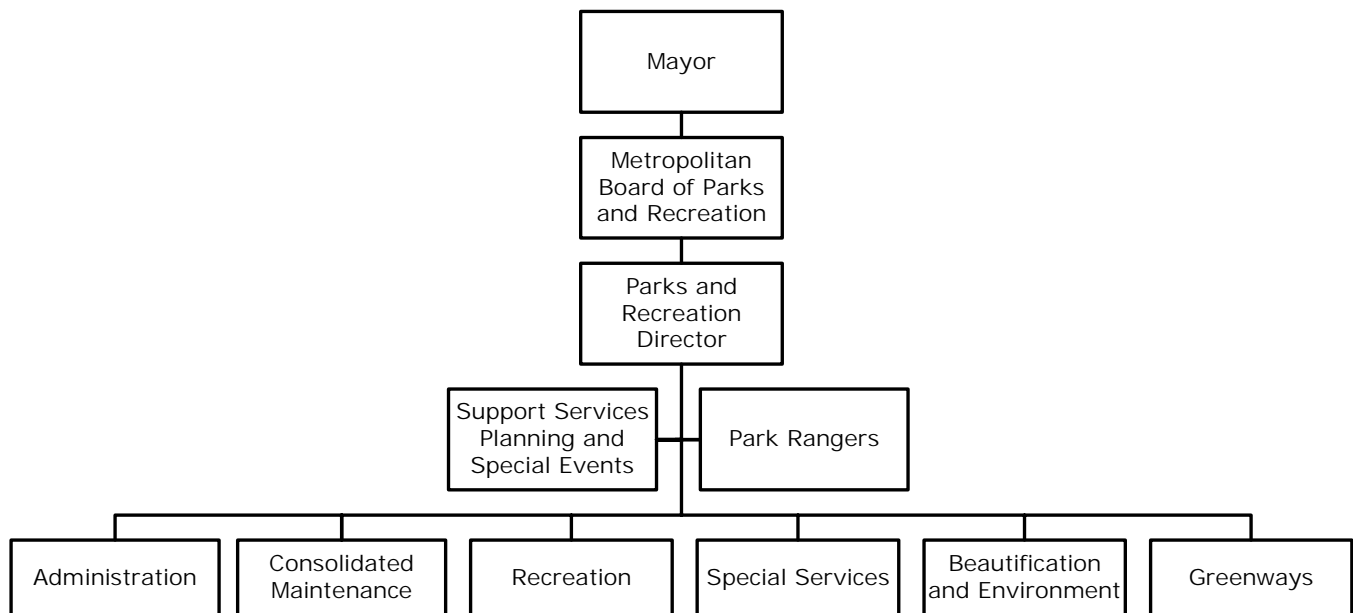 Mayor
Metropolitan
Board of Parks
and Recreation
Parks and
Recreation
Director
Support Services
Planning and
Special Events
Park Rangers
Administration
Consolidated
Maintenance
Recreation
Special Services
Beautification
and Environment
Greenways